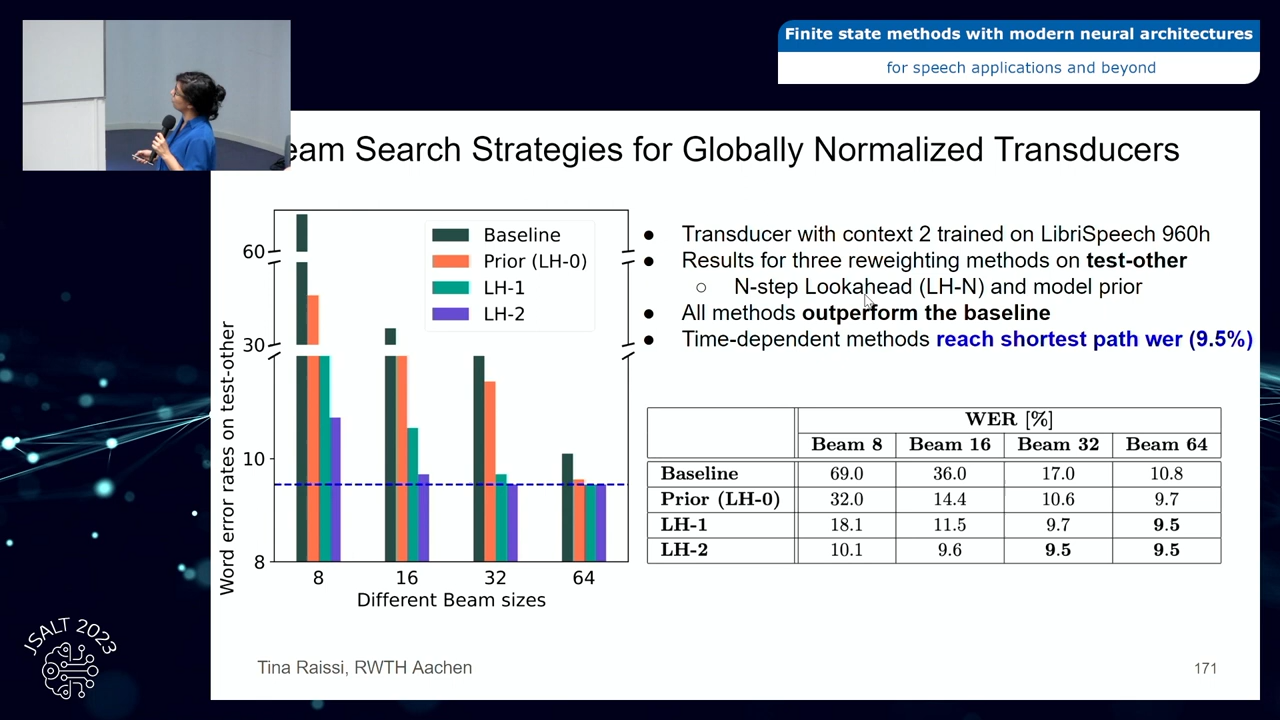 Finite state methods with modern neural architectures
for speech applications and beyond
eam Search Strategies for Globally Normalized Transducers
Baseline
Prior (LH-0)
LH-1
LH-2
60
30
10
8
8 16 32 64
Word error rates on test-other
Different Beam sizes
● Transducer with context 2 trained on LibriSpeech 960h
● Results for three reweighting methods on test-other
○ N-step Lookahead (LH-N) and model prior
● All methods outperform the baseline
● Time-dependent methods reach shortest path wer (9.5%)
WER [%]
Beam 8 Beam 16 Beam 32 Beam 64
Baseline 69.0 36.0 17.0 10.8
Prior (LH-0) 32.0 14.4 10.6 9.7
LH-1 18.1 11.5 9.7 9.5
LH-2 10.1 9.6 9.5 9.5
JSALT 2023
Tina Raissi, RWTH Aachen
171